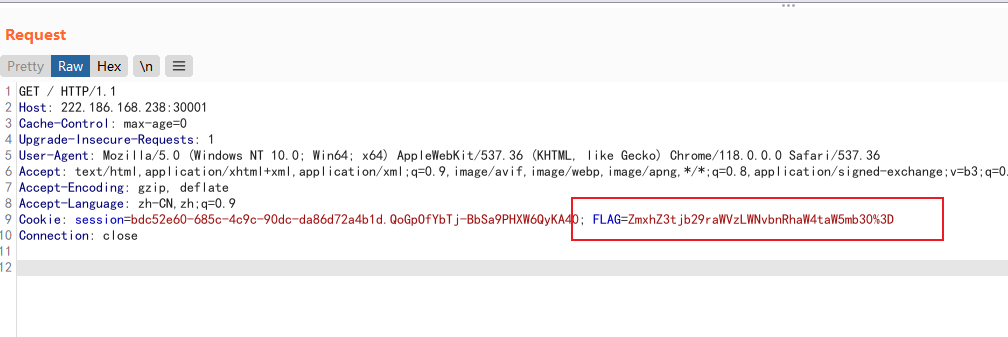 Request
Pretty Raw Hex \n
1 GET / HTTP/1.1
2 Host: 222.186.168.238:30001
3 Cache-Control: max-age=0
4 Upgrade-Insecure-Requests: 1
5 User-Agent: Mozilla/5.0 (Windows NT 10.0; Win64; x64) AppleWebKit/537.36 (KHTML, like Gecko) Chrome/118.0.0.0 Safari/537.36
6 Accept: text/html,application/xhtml+xml,application/xml;q=0.9,image/avif,image/webp,image/apng,*/*;q=0.8,application/signed-exchange;v=b3;q=0.
7 Accept-Encoding: gzip, deflate
8 Accept-Language: zh-CN,zh;q=0.9
9 Cookie: session=bdc52e60-685c-4c9c-90dc-da86d72a4b1d.QoGpOfYbTj-BbSa9PHXW6QyKA40; FLAG=ZmxhZ3tjb29raWVzLWNvbnRhaW4taW5mb30%3D
10 Connection: close
11
12